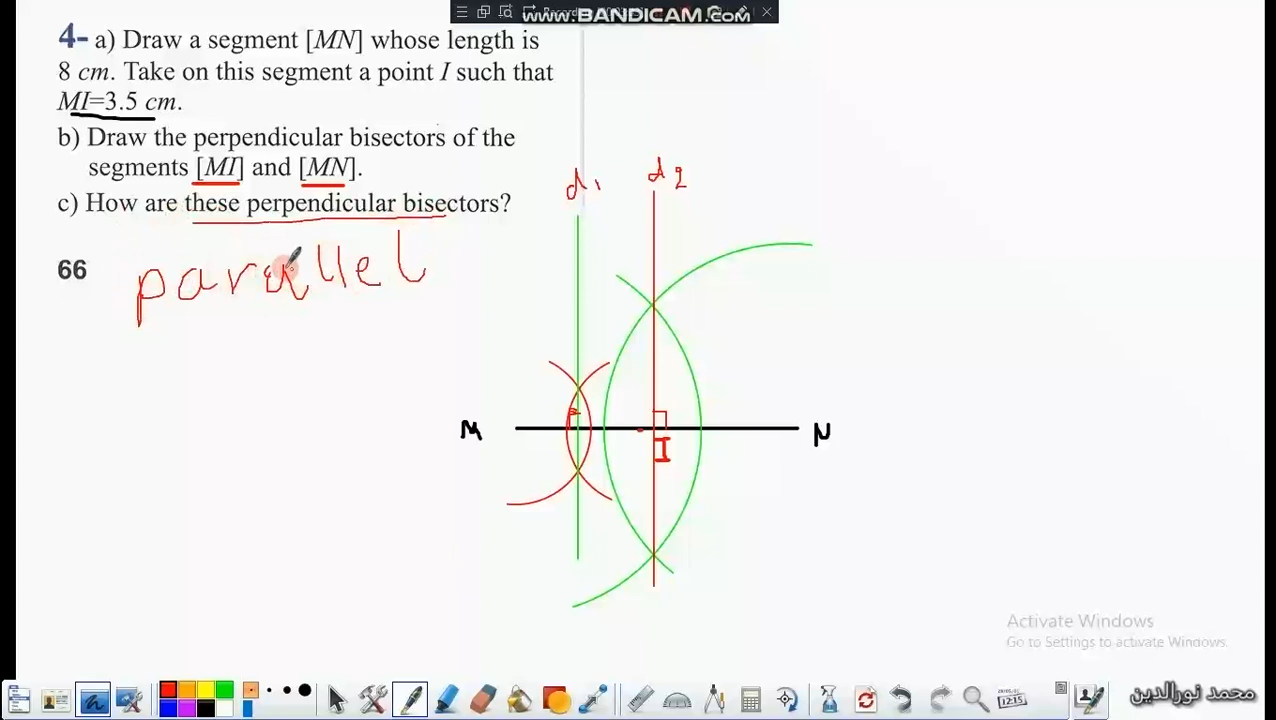 www.BANDICAM.com
4- a) Draw a segment [MN] whose length is
8 cm. Take on this segment a point I such that
MI=3.5 cm.
b) Draw the perpendicular bisectors of the
segments [MI] and [MN].
c) How are these perpendicular bisectors?
66
parallel
d1
d2
M
I
N
Activate Windows
Go to Settings to activate Windows.
12:15
محمد نورالدين